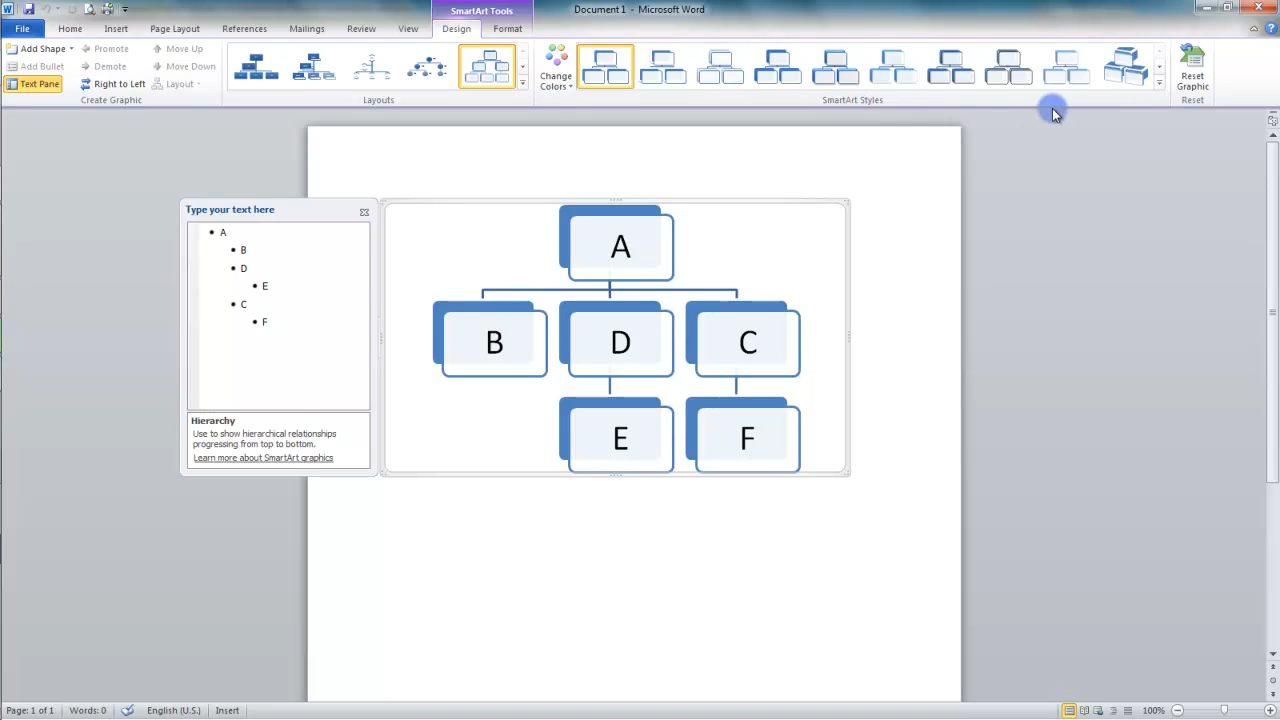 SmartArt Tools
Document 1 - Microsoft Word
File Home Insert Page Layout References Mailings Review View Design Format
Add Shape Promote Move Up
Add Bullet Demote Move Down
Text Pane Right to Left Layout
Create Graphic
Layouts
Change
Colors
SmartArt Styles
Reset
Graphic
Reset
Type your text here
A
B
D
E
C
F
Hierarchy
Use to show hierarchical relationships
progressing from top to bottom.
Learn more about SmartArt graphics
A
B D C
E F
Page: 1 of 1 Words: 0 English (U.S.) Insert 100%